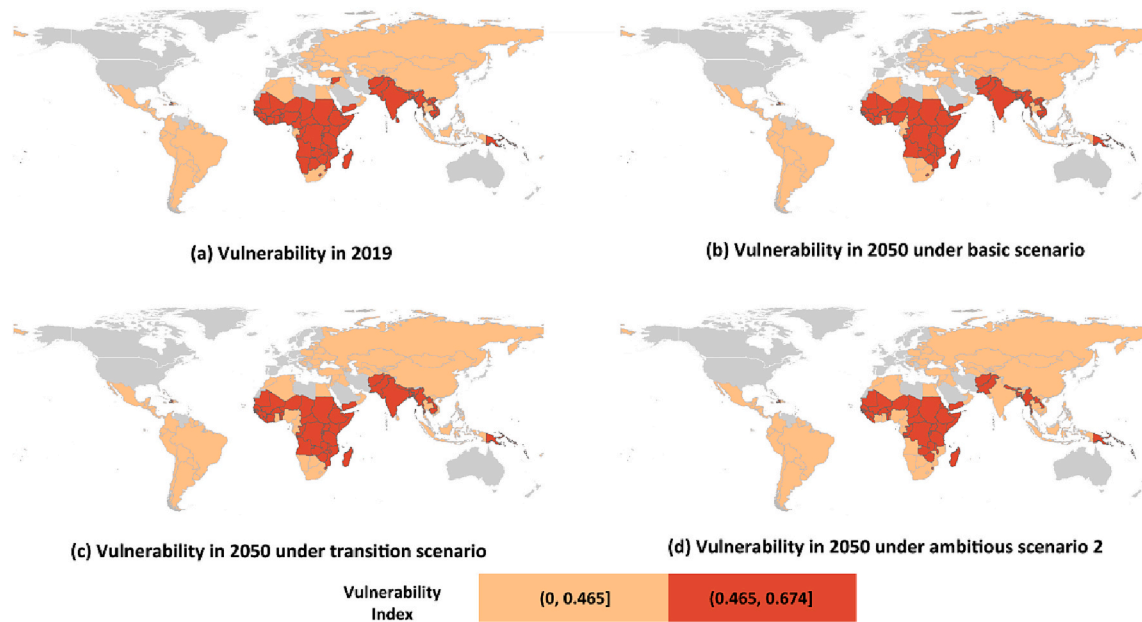 (a) Vulnerability in 2019
(b) Vulnerability in 2050 under basic scenario
(c) Vulnerability in 2050 under transition scenario
(d) Vulnerability in 2050 under ambitious scenario 2
Vulnerability
Index
(0, 0.465]
(0.465, 0.674]